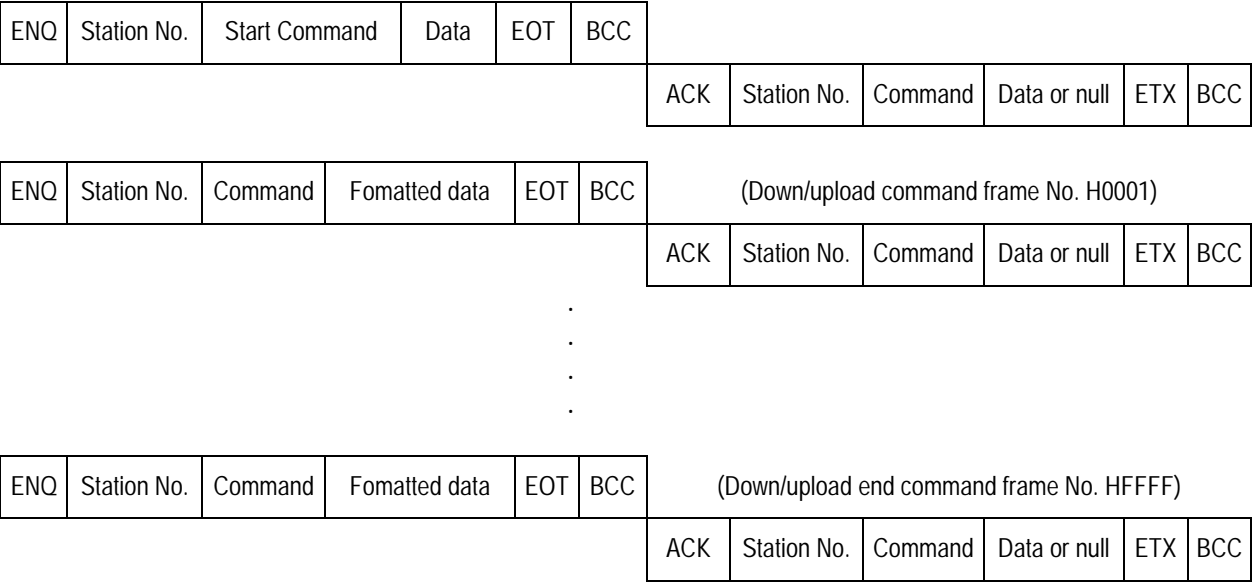 ENQ Station No. Start Command Data EOT BCC
ACK Station No. Command Data or null ETX BCC
ENQ Station No. Command Fomatted data EOT BCC (Down/upload command frame No. H0001)
ACK Station No. Command Data or null ETX BCC
.
.
.
.
ENQ Station No. Command Fomatted data EOT BCC (Down/upload end command frame No. HFFFF)
ACK Station No. Command Data or null ETX BCC